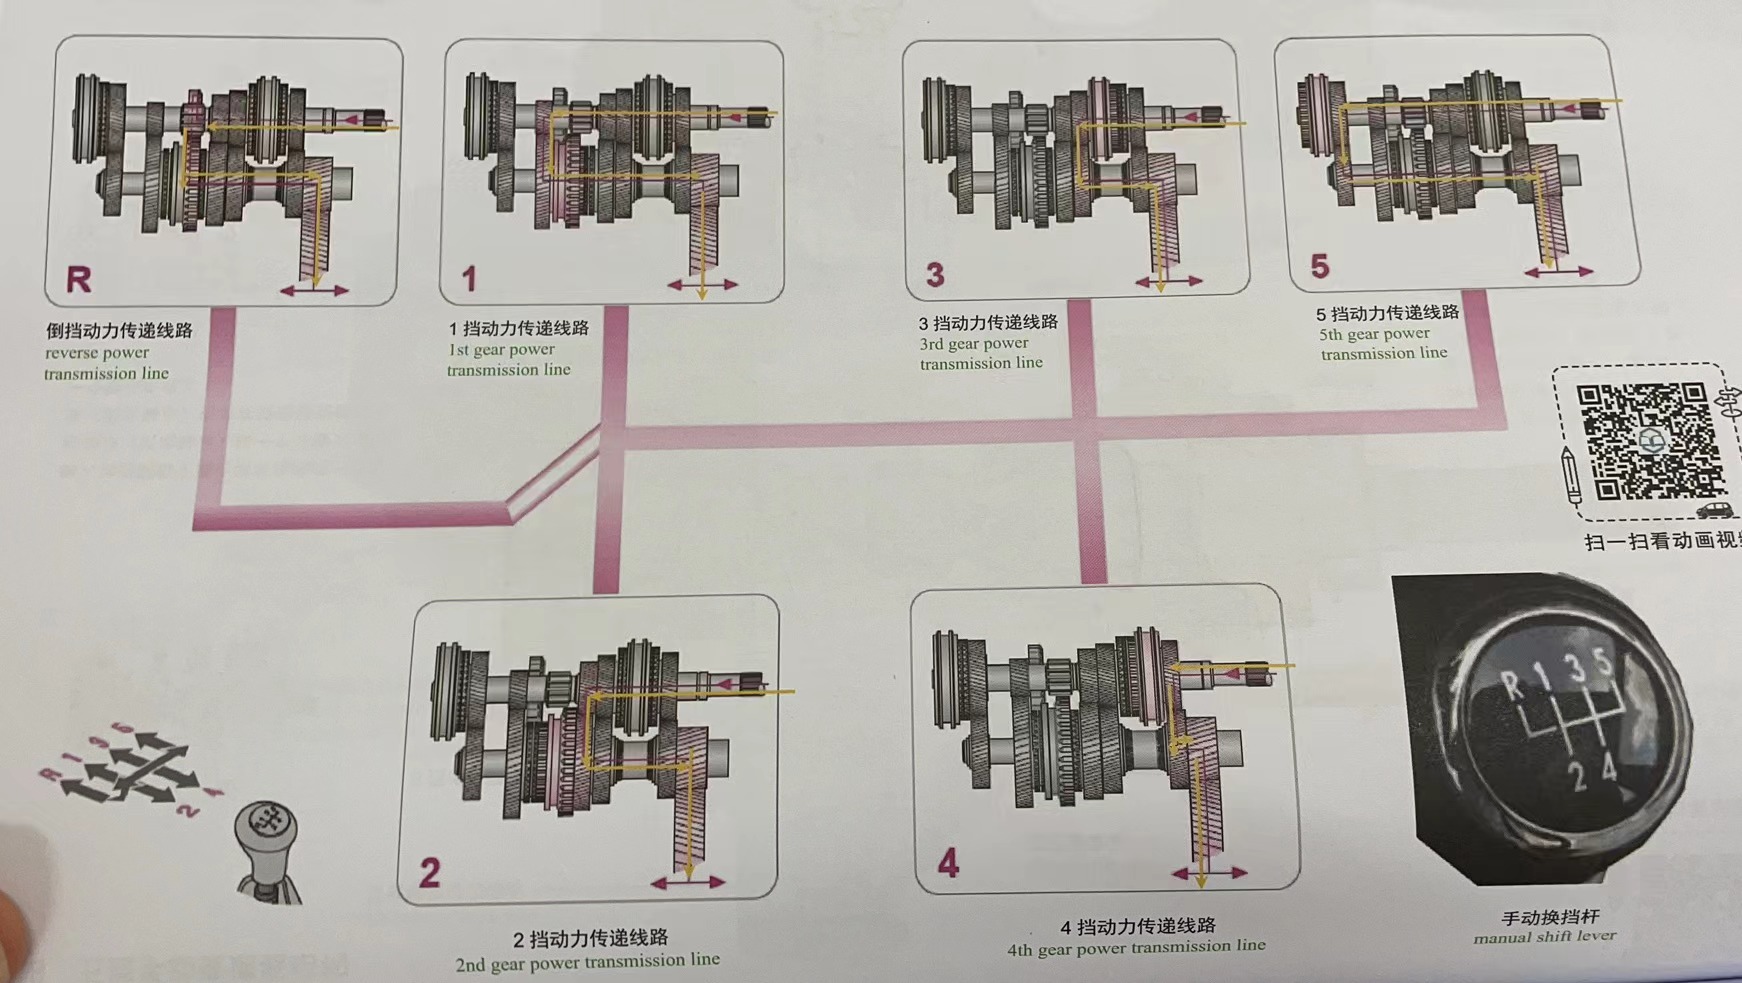 R
倒挡动力传递线路
reverse power
transmission line
1
1 挡动力传递线路
1st gear power
transmission line
3
3 挡动力传递线路
3rd gear power
transmission line
5
5 挡动力传递线路
5th gear power
transmission line
扫一扫看动画视
2
2 挡动力传递线路
2nd gear power transmission line
4
4 挡动力传递线路
4th gear power transmission line
R 1 3 5
2 4
手动换挡杆
manual shift lever
R 1
2 4